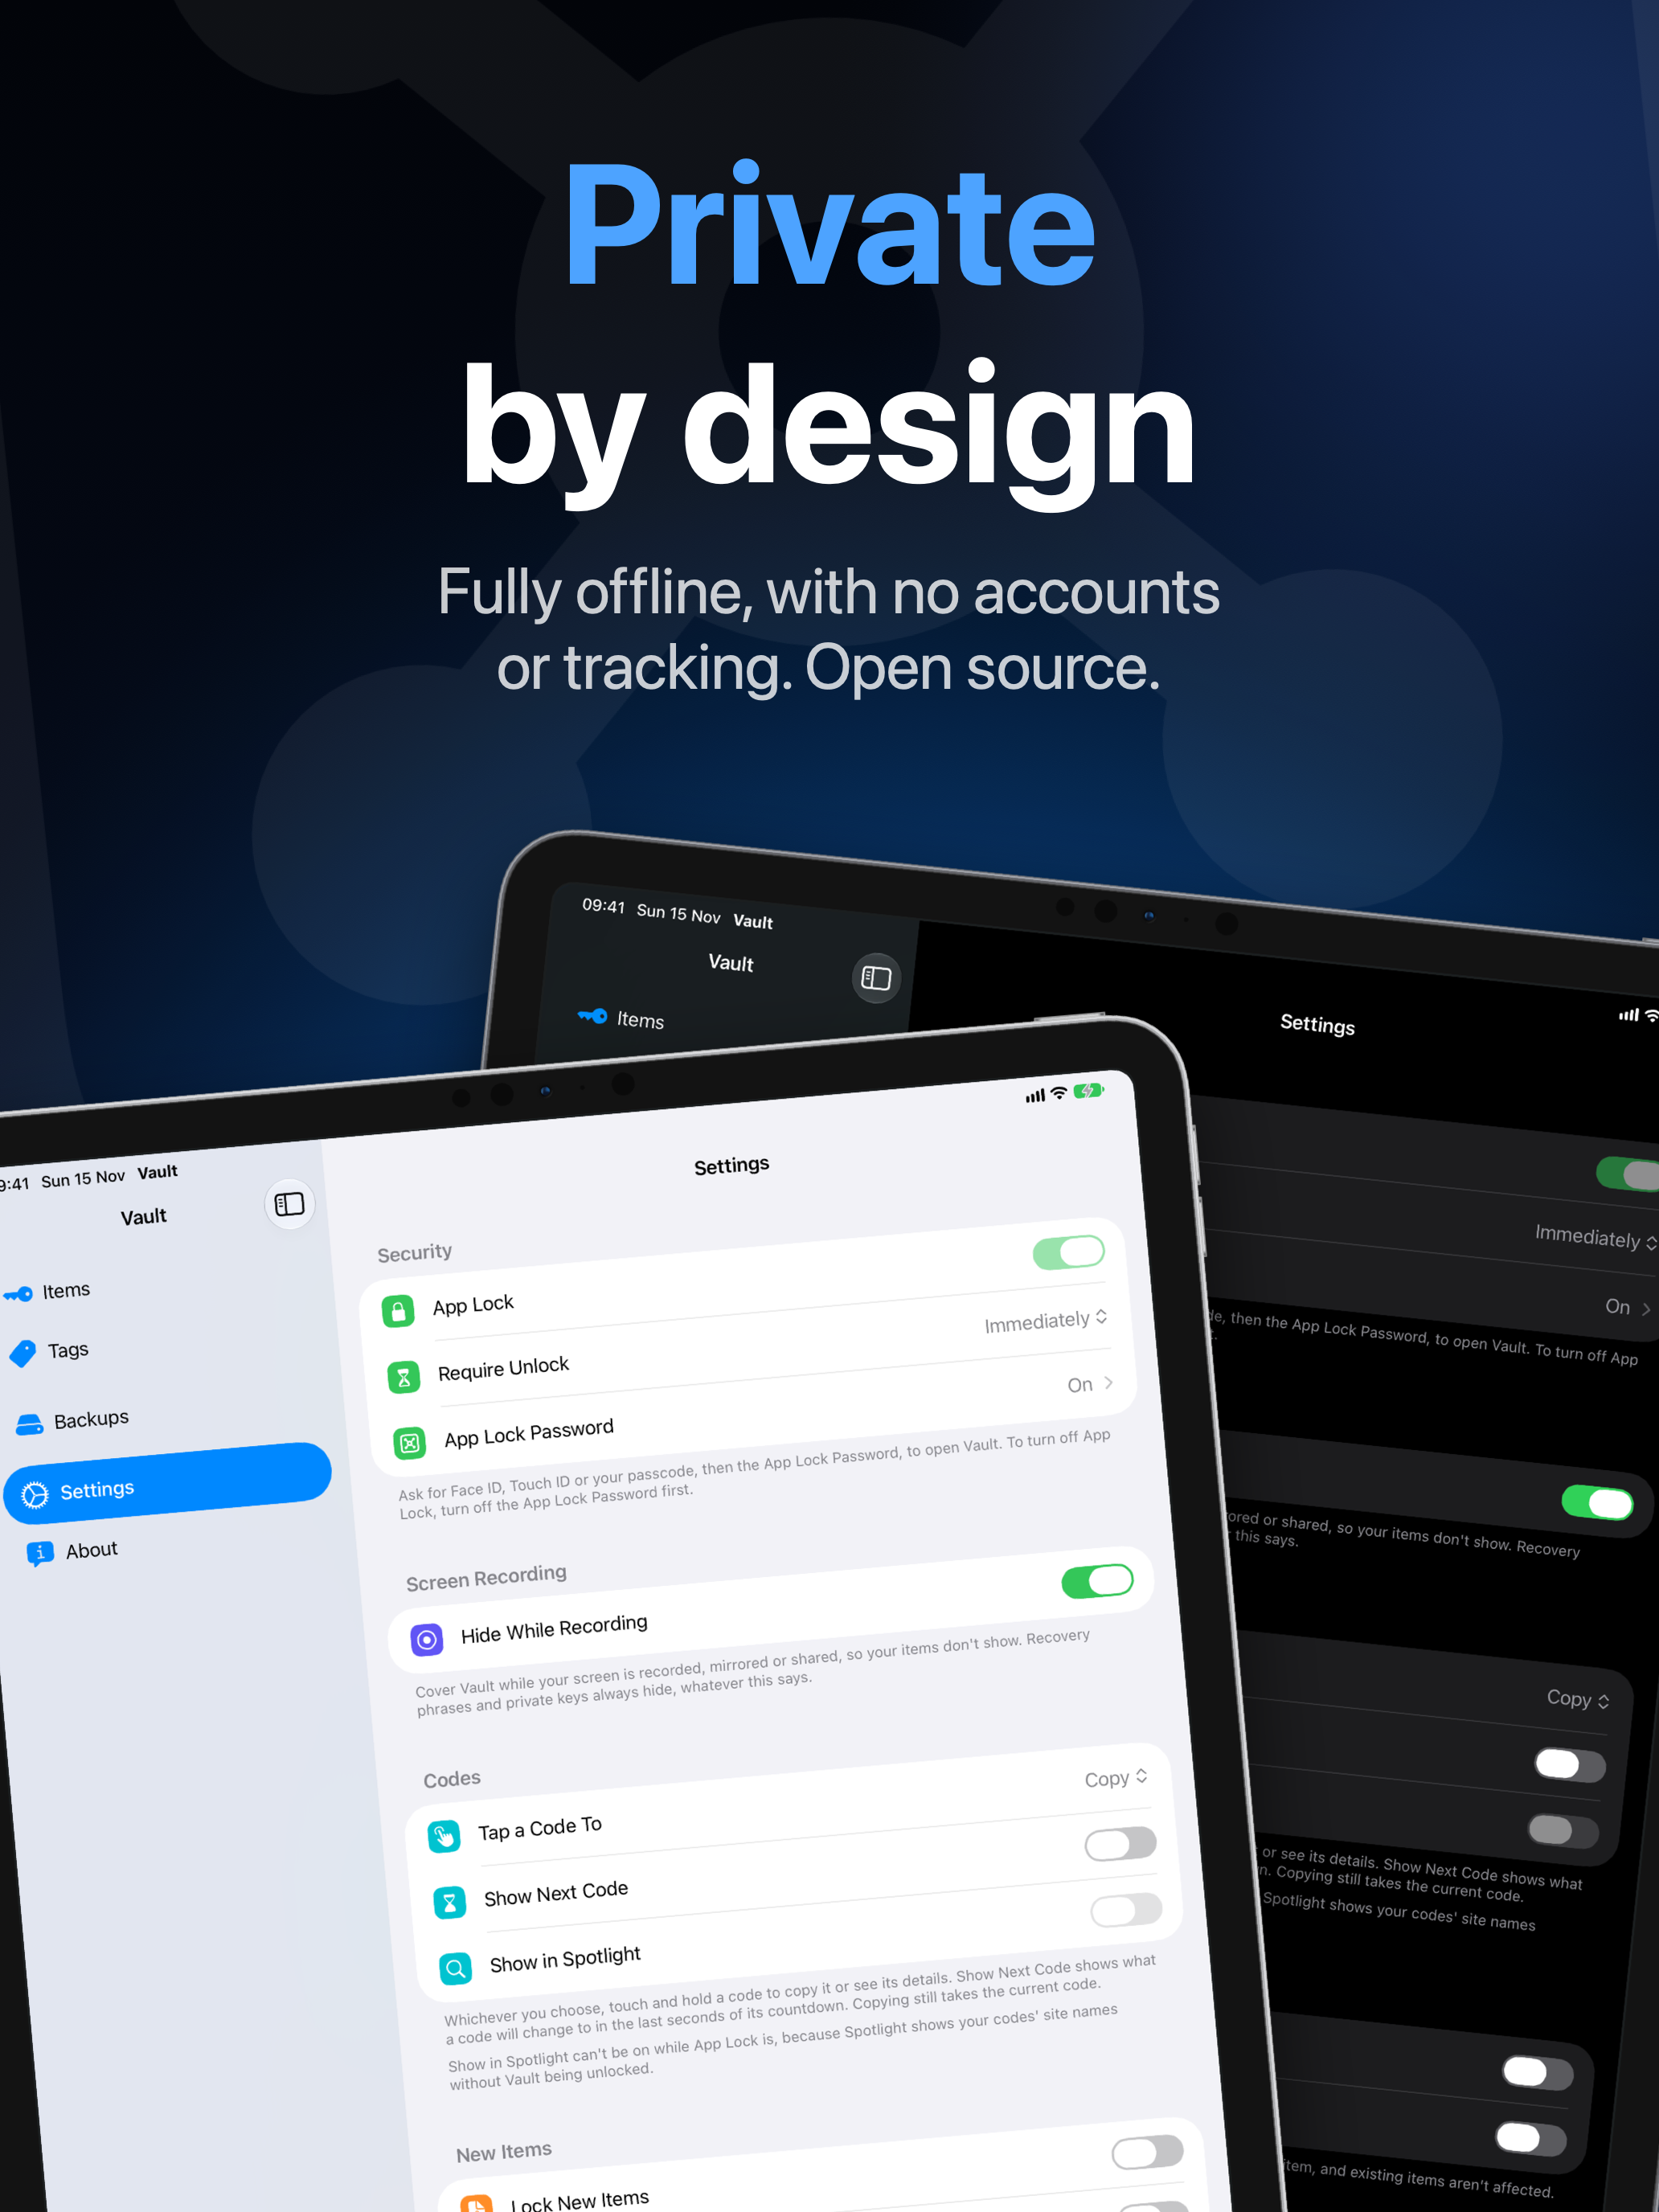 Private
by design
Fully offline, with no accounts
or tracking. Open source.
09:41 Sun 15 Nov Vault
Vault
Items
Settings
Immediately
On
then the App Lock Password, to open Vault. To turn off App
or shared, so your items don't show. Recovery
this says.
Copy
or see its details. Show Next Code shows what
Copying still takes the current code.
Spotlight shows your codes' site names
and existing items aren't affected.
9:41 Sun 15 Nov Vault
Vault
Items
Tags
Backups
Settings
About
Settings
Security
App Lock
Require Unlock
Immediately
App Lock Password
On
Ask for Face ID, Touch ID or your passcode, then the App Lock Password, to open Vault. To turn off App
Lock, turn off the App Lock Password first.
Screen Recording
Hide While Recording
Cover Vault while your screen is recorded, mirrored or shared, so your items don't show. Recovery
phrases and private keys always hide, whatever this says.
Codes
Tap a Code To
Copy
Show Next Code
Show in Spotlight
Whichever you choose, touch and hold a code to copy it or see its details. Show Next Code shows what
a code will change to in the last seconds of its countdown. Copying still takes the current code.
Show in Spotlight can't be on while App Lock is, because Spotlight shows your codes' site names
without Vault being unlocked.
New Items
Lock New Items